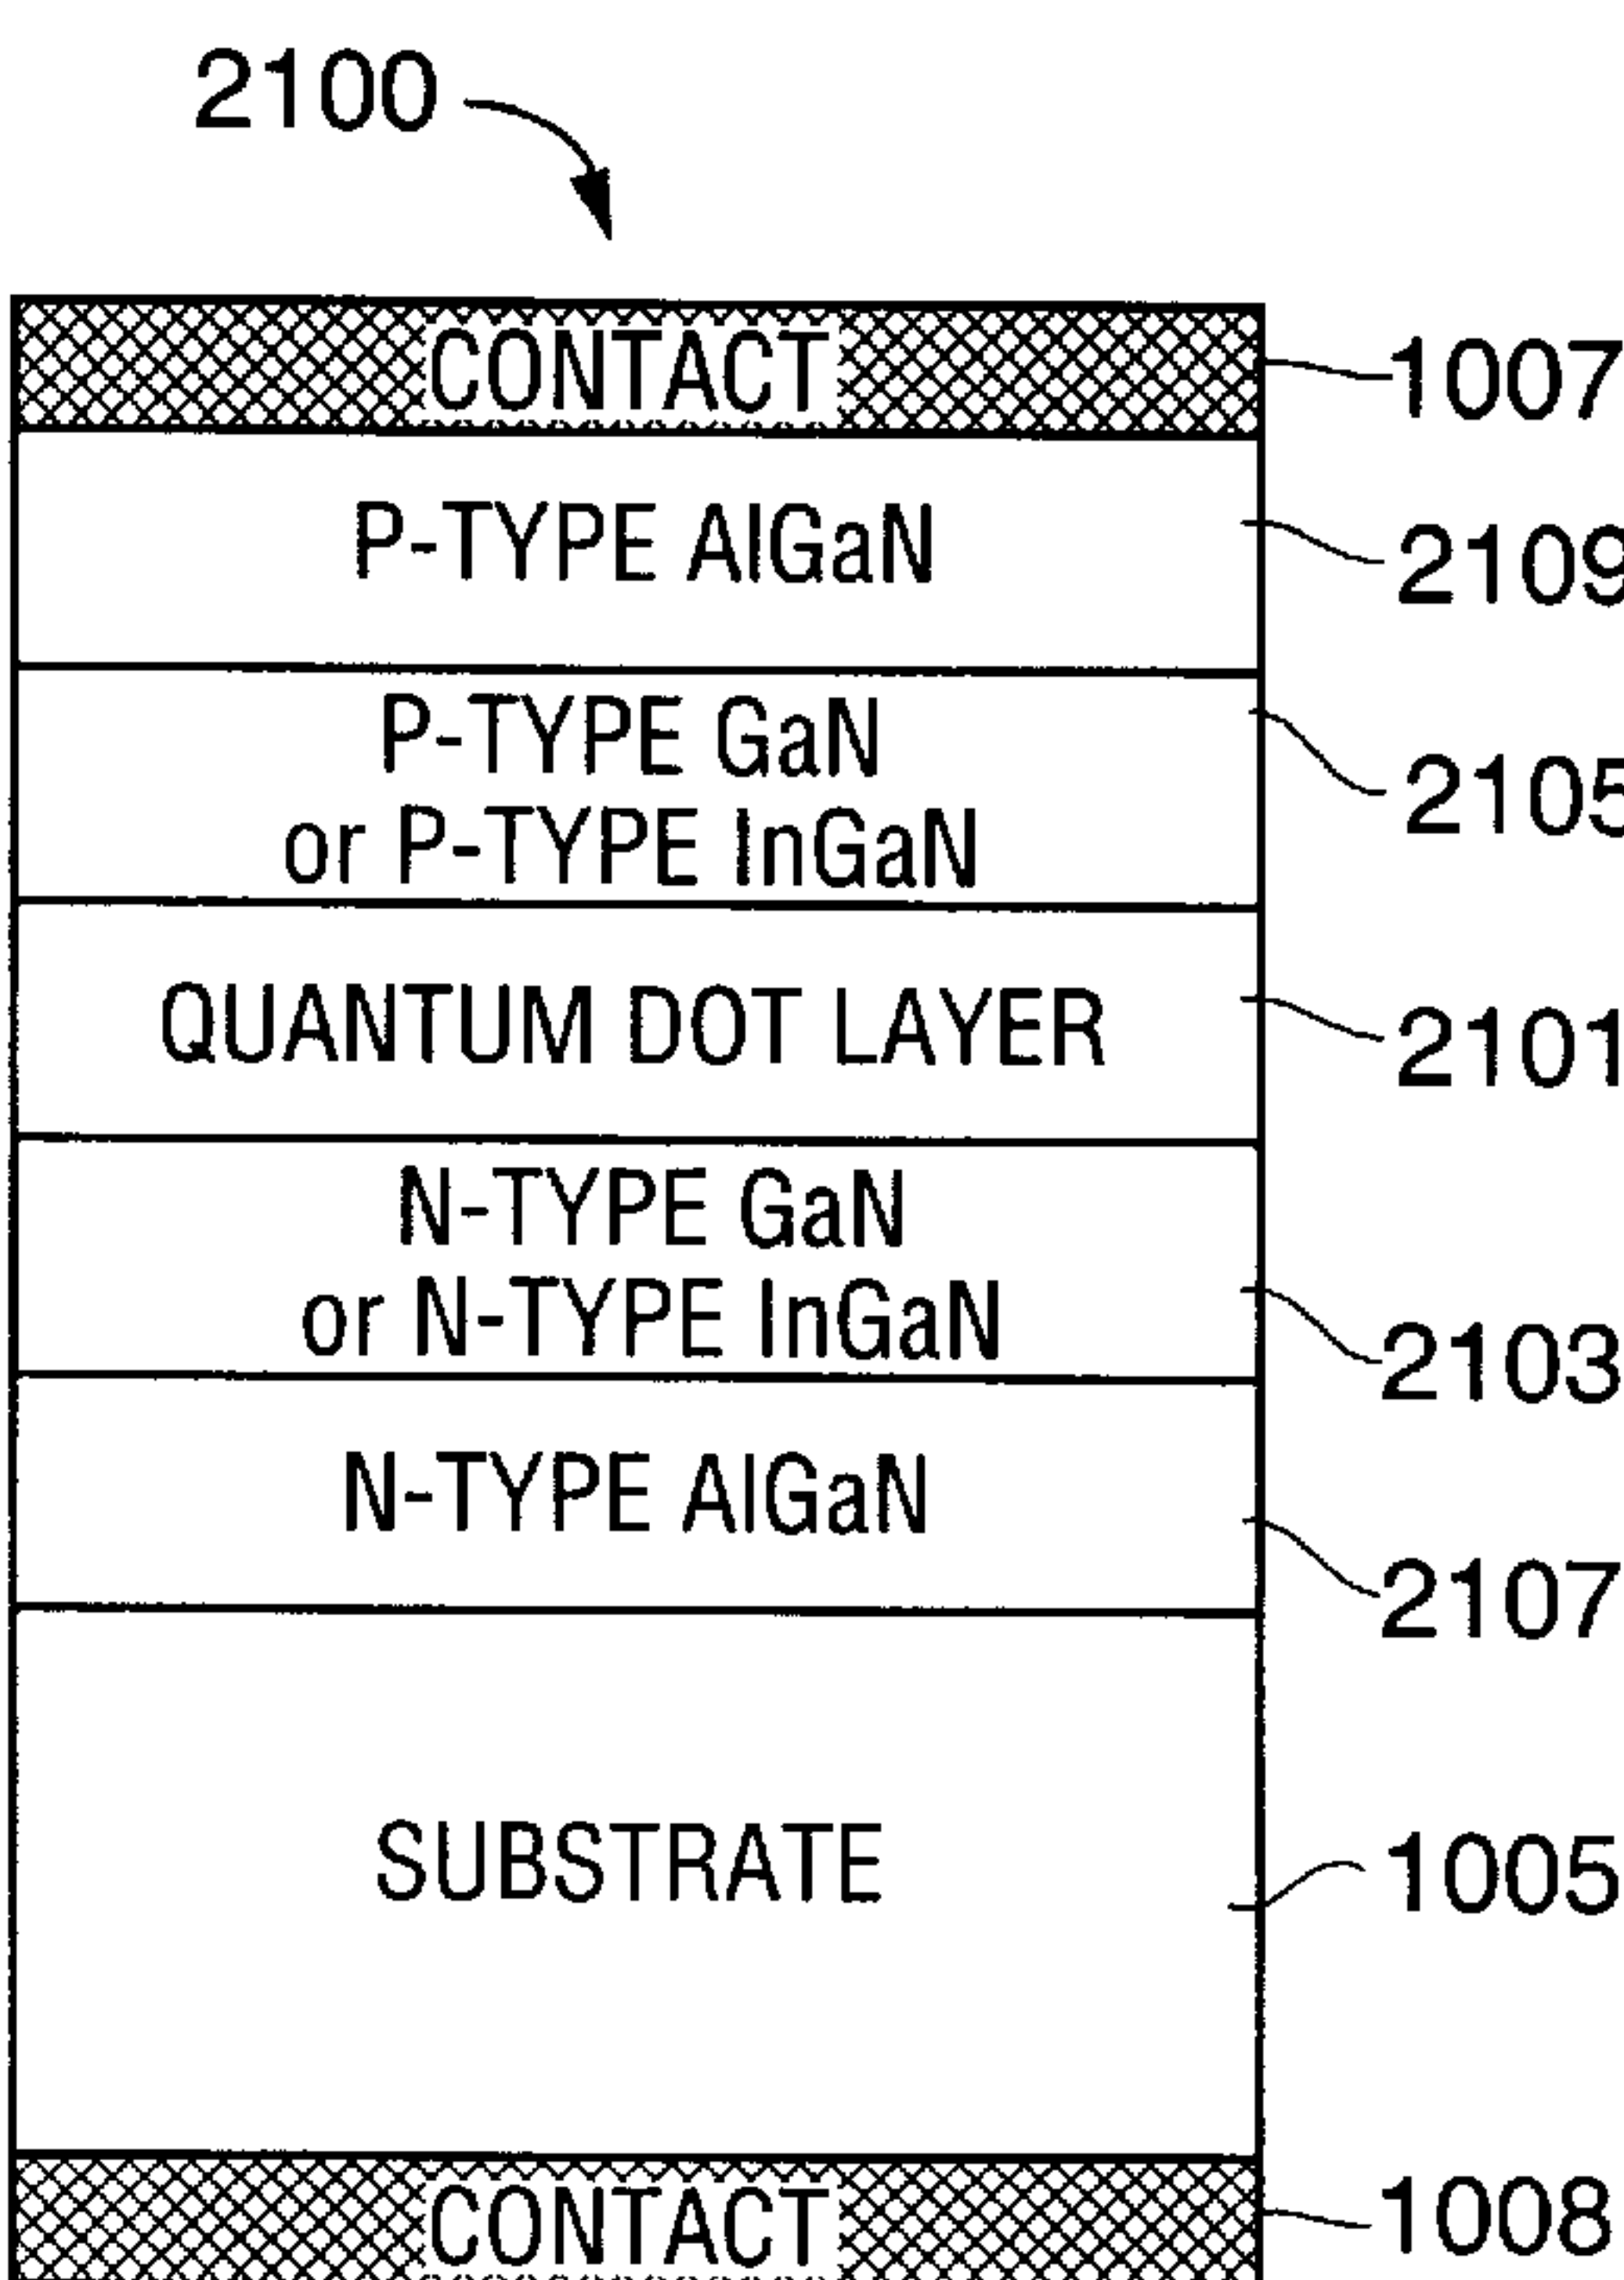 2100
CONTACT
1007
P-TYPE AlGaN
2109
P-TYPE GaN
or P-TYPE InGaN
2105
QUANTUM DOT LAYER
2101
N-TYPE GaN
or N-TYPE InGaN
2103
N-TYPE AlGaN
2107
SUBSTRATE
1005
CONTACT
1008